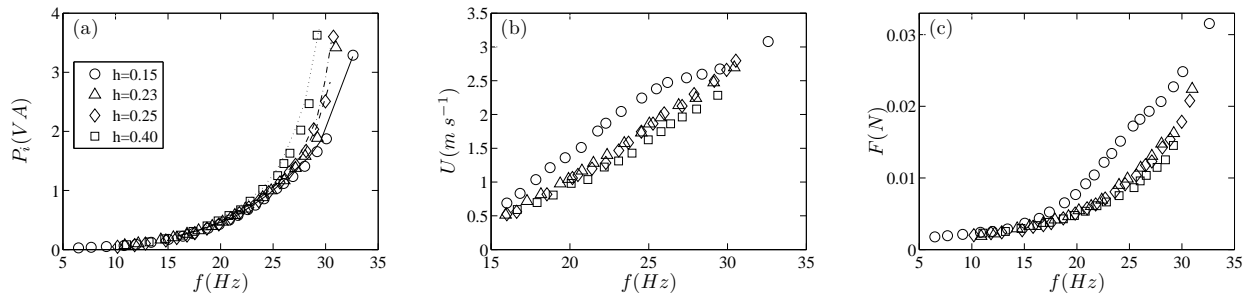 (a)
P_i(VA)
4
3
2
1
0
h=0.15
h=0.23
h=0.25
h=0.40
5 10 15 20 25 30 35
f(Hz)
(b)
U(m s^{-1})
3.5
3
2.5
2
1.5
1
0.5
0
15 20 25 30 35
f(Hz)
(c)
F(N)
0.03
0.02
0.01
0.00
5 10 15 20 25 30 35
f(Hz)